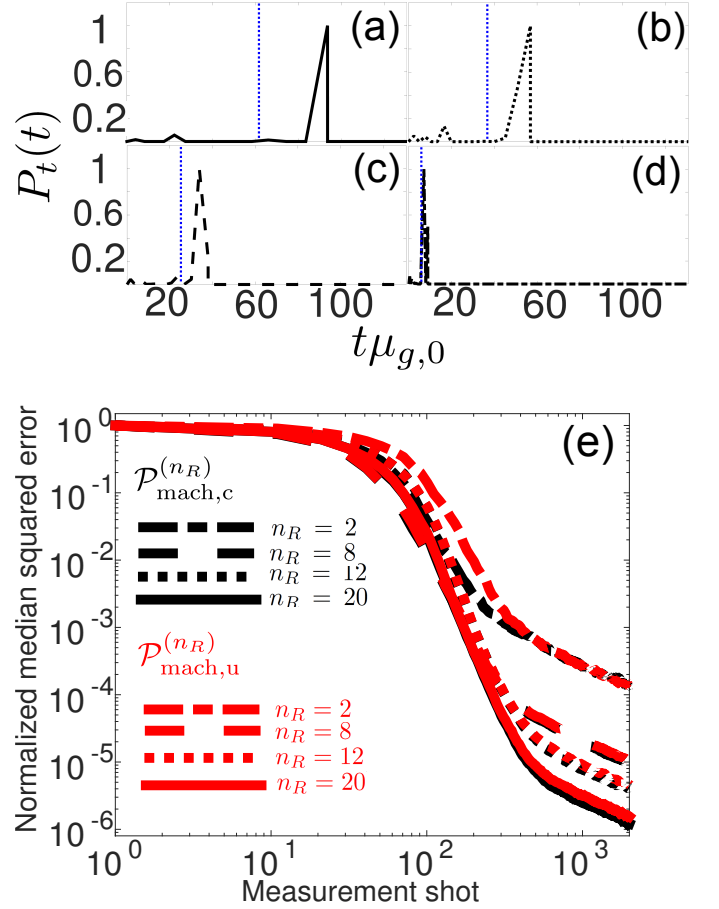 (a) (b)
1
0.6
0.2
P_t(t)
(c) (d)
1
0.6
0.2
20 60 100 20 60 100
tμ_{g,0}
(e)
10^0
10^{-1}
10^{-2}
10^{-3}
10^{-4}
10^{-5}
10^{-6}
Normalized median squared error
𝒫^{(n_R)}_{mach,c}
n_R = 2
n_R = 8
n_R = 12
n_R = 20
𝒫^{(n_R)}_{mach,u}
n_R = 2
n_R = 8
n_R = 12
n_R = 20
10^0 10^1 10^2 10^3
Measurement shot